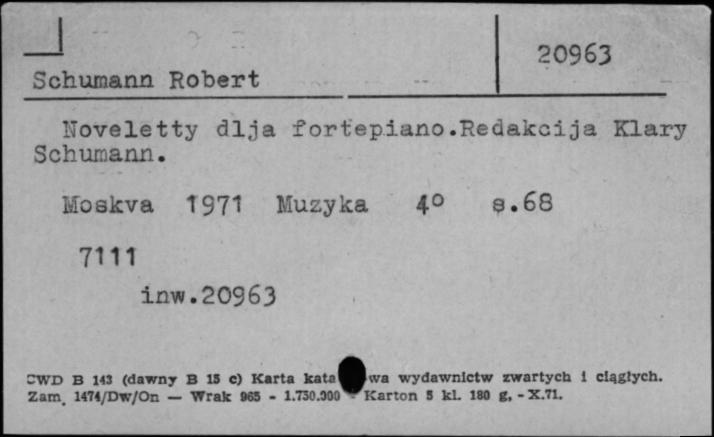 20963
Schumann Robert
Noveletty dlja fortepiano.Redakcija Klary
Schumann.
Moskva 1971 Muzyka 4º s.68
7111
inw.20963
CWD B 143 (dawny B 15 c) Karta kata wa wydawnictw zwartych i ciągłych.
Zam. 1474/Dw/On — Wrak 965 - 1.730.000 - Karton 5 kl. 180 g, - X.71.